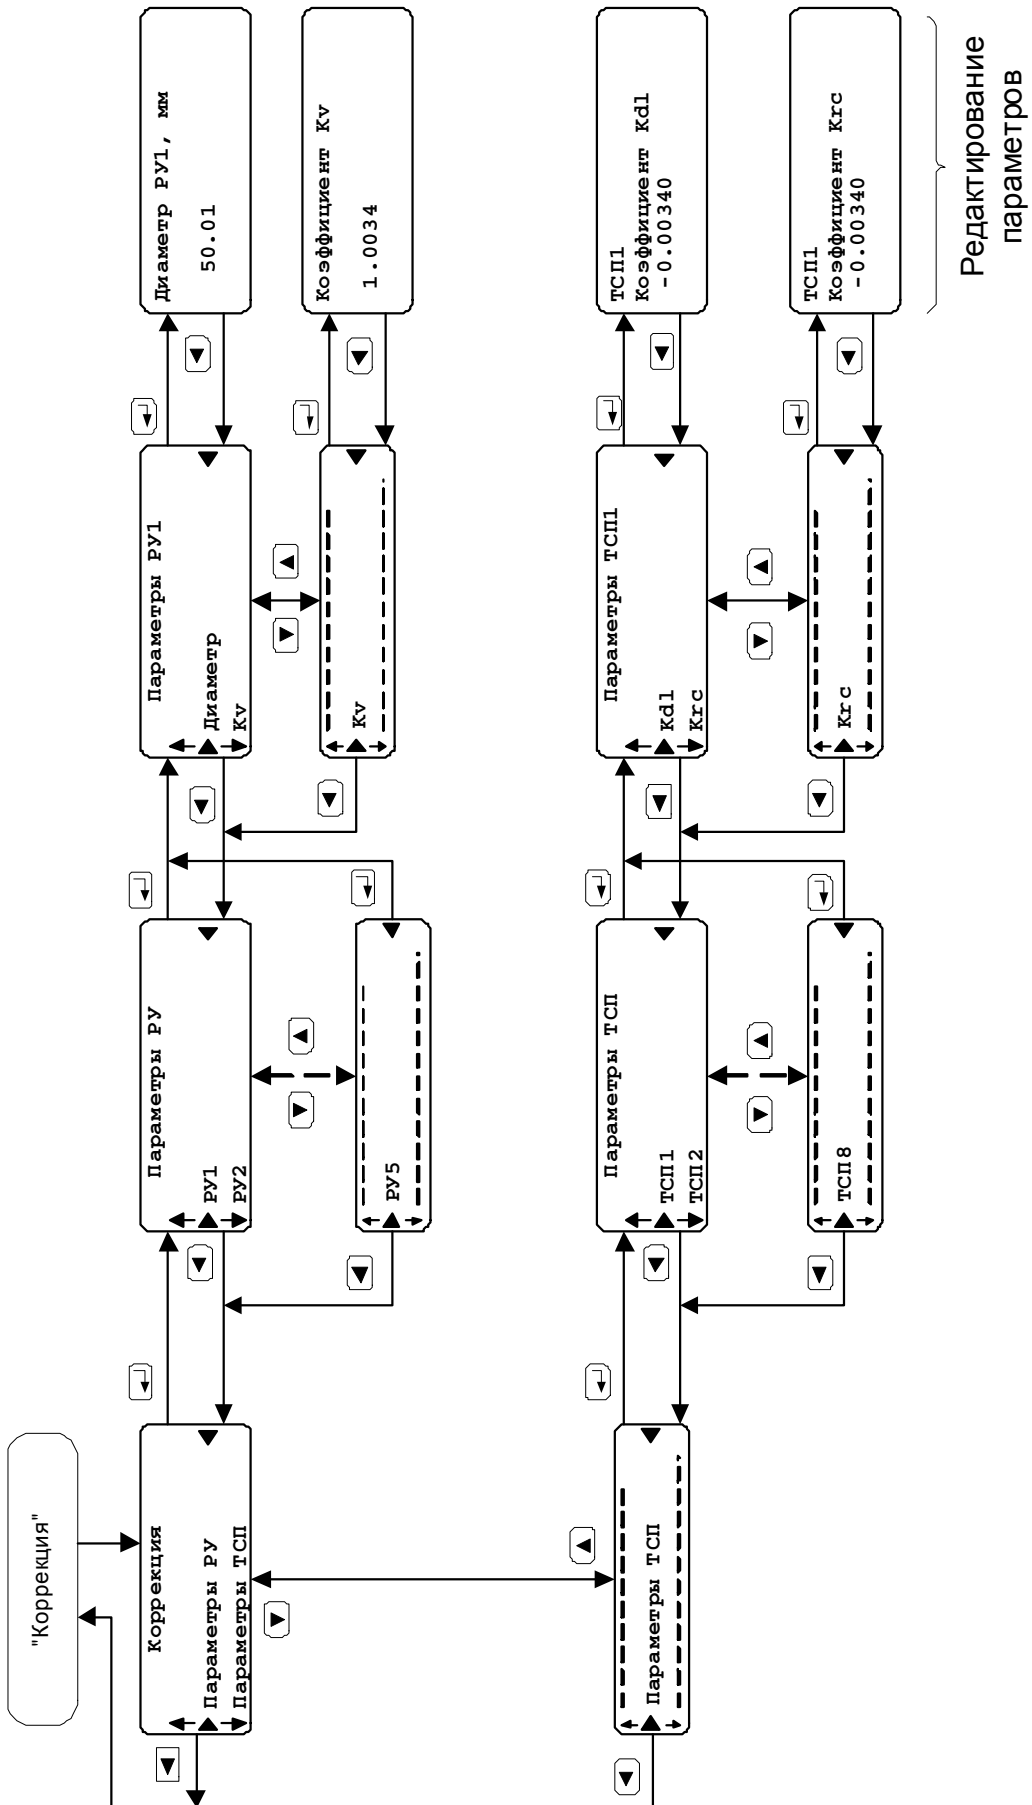 "Коррекция"
Коррекция
Параметры РУ
Параметры ТСП
Параметры РУ
РУ1
РУ2
РУ5
Параметры РУ1
Диаметр
Kv
Kv
Диаметр РУ1, мм
50.01
Коэффициент Kv
1.0034
Параметры ТСП
Параметры ТСП
ТСП1
ТСП2
ТСП8
Параметры ТСП1
Kdl
Krc
Krc
ТСП1
Коэффициент Kdl
-0.00340
ТСП1
Коэффициент Krc
-0.00340
Редактирование
параметров